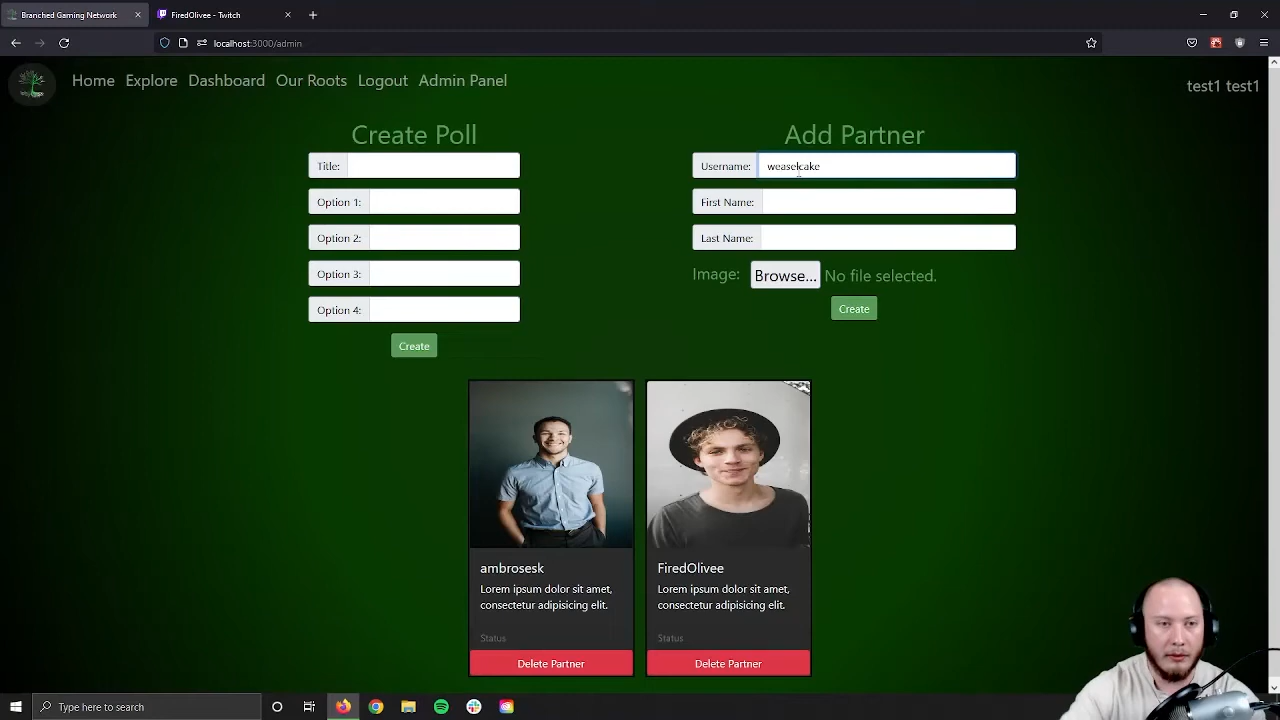 Branched Gaming Network
FiredOlivee - Twitch
localhost:3000/admin
Home Explore Dashboard Our Roots Logout Admin Panel
test1 test1
Create Poll
Title:
Option 1:
Option 2:
Option 3:
Option 4:
Create
Add Partner
Username: weaselcake
First Name:
Last Name:
Image: Browse... No file selected.
Create
ambrosesk
Lorem ipsum dolor sit amet,
consectetur adipisicing elit.
Status
Delete Partner
FiredOlivee
Lorem ipsum dolor sit amet,
consectetur adipisicing elit.
Status
Delete Partner
Type here to search